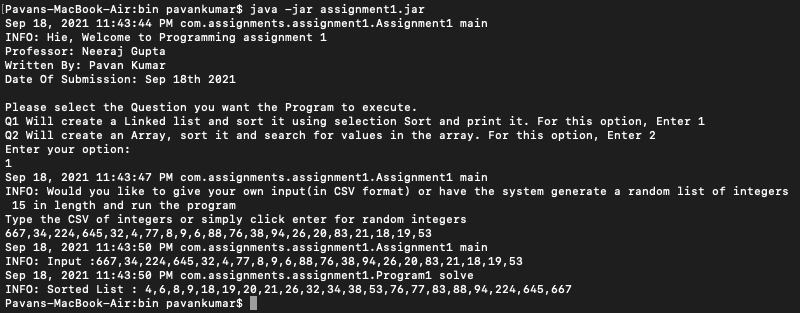 [Pavans-MacBook-Air:bin pavankumar$ java -jar assignment1.jar
Sep 18, 2021 11:43:44 PM com.assignments.assignment1.Assignment1 main
INFO: Hie, Welcome to Programming assignment 1
Professor: Neeraj Gupta
Written By: Pavan Kumar
Date Of Submission: Sep 18th 2021
Please select the Question you want the Program to execute.
Q1 Will create a Linked list and sort it using selection Sort and print it. For this option, Enter 1
Q2 Will create an Array, sort it and search for values in the array. For this option, Enter 2
Enter your option:
1
Sep 18, 2021 11:43:47 PM com.assignments.assignment1.Assignment1 main
INFO: Would you like to give your own input(in CSV format) or have the system generate a random list of integers
15 in length and run the program
Type the CSV of integers or simply click enter for random integers
667,34,224,645,32,4,77,8,9,6,88,76,38,94,26,20,83,21,18,19,53
Sep 18, 2021 11:43:50 PM com.assignments.assignment1.Assignment1 main
INFO: Input :667,34,224,645,32,4,77,8,9,6,88,76,38,94,26,20,83,21,18,19,53
Sep 18, 2021 11:43:50 PM com.assignments.assignment1.Program1 solve
INFO: Sorted List : 4,6,8,9,18,19,20,21,26,32,34,38,53,76,77,83,88,94,224,645,667
Pavans-MacBook-Air:bin pavankumar$